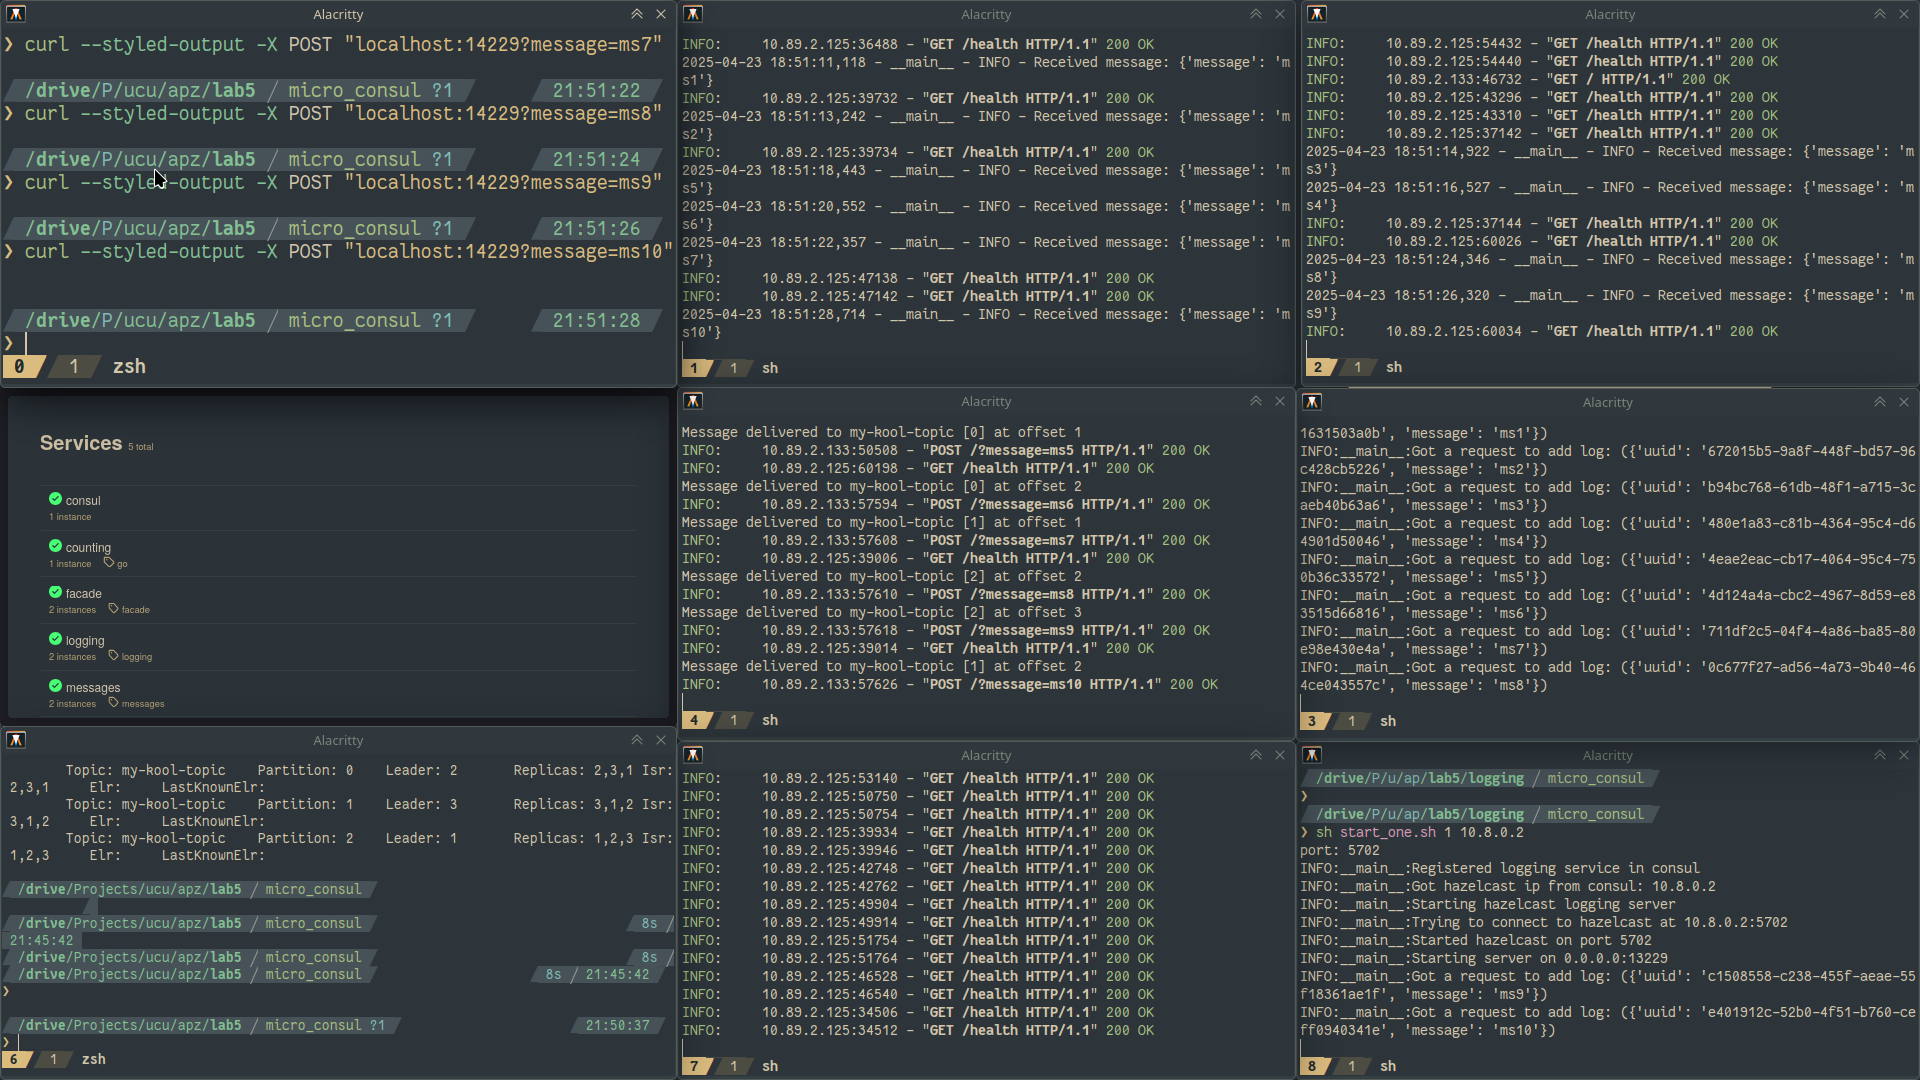 Alacritty
❯ curl --styled-output -X POST "localhost:14229?message=ms7"
/drive/P/ucu/apz/lab5 / micro_consul ?1 21:51:22
❯ curl --styled-output -X POST "localhost:14229?message=ms8"
/drive/P/ucu/apz/lab5 / micro_consul ?1 21:51:24
❯ curl --styled-output -X POST "localhost:14229?message=ms9"
/drive/P/ucu/apz/lab5 / micro_consul ?1 21:51:26
❯ curl --styled-output -X POST "localhost:14229?message=ms10"
/drive/P/ucu/apz/lab5 / micro_consul ?1 21:51:28
❯
0 1 zsh
Alacritty
INFO: 10.89.2.125:36488 - "GET /health HTTP/1.1" 200 OK
2025-04-23 18:51:11,118 - __main__ - INFO - Received message: {'message': 'm
s1'}
INFO: 10.89.2.125:39732 - "GET /health HTTP/1.1" 200 OK
2025-04-23 18:51:13,242 - __main__ - INFO - Received message: {'message': 'm
s2'}
INFO: 10.89.2.125:39734 - "GET /health HTTP/1.1" 200 OK
2025-04-23 18:51:18,443 - __main__ - INFO - Received message: {'message': 'm
s5'}
2025-04-23 18:51:20,552 - __main__ - INFO - Received message: {'message': 'm
s6'}
2025-04-23 18:51:22,357 - __main__ - INFO - Received message: {'message': 'm
s7'}
INFO: 10.89.2.125:47138 - "GET /health HTTP/1.1" 200 OK
INFO: 10.89.2.125:47142 - "GET /health HTTP/1.1" 200 OK
2025-04-23 18:51:28,714 - __main__ - INFO - Received message: {'message': 'm
s10'}
1 1 sh
Alacritty
INFO: 10.89.2.125:54432 - "GET /health HTTP/1.1" 200 OK
INFO: 10.89.2.125:54440 - "GET /health HTTP/1.1" 200 OK
INFO: 10.89.2.133:46732 - "GET / HTTP/1.1" 200 OK
INFO: 10.89.2.125:43296 - "GET /health HTTP/1.1" 200 OK
INFO: 10.89.2.125:43310 - "GET /health HTTP/1.1" 200 OK
INFO: 10.89.2.125:37142 - "GET /health HTTP/1.1" 200 OK
2025-04-23 18:51:14,922 - __main__ - INFO - Received message: {'message': 'm
s3'}
2025-04-23 18:51:16,527 - __main__ - INFO - Received message: {'message': 'm
s4'}
INFO: 10.89.2.125:37144 - "GET /health HTTP/1.1" 200 OK
INFO: 10.89.2.125:60026 - "GET /health HTTP/1.1" 200 OK
2025-04-23 18:51:24,346 - __main__ - INFO - Received message: {'message': 'm
s8'}
2025-04-23 18:51:26,320 - __main__ - INFO - Received message: {'message': 'm
s9'}
INFO: 10.89.2.125:60034 - "GET /health HTTP/1.1" 200 OK
2 1 sh
Services 5 total
consul
1 instance
counting
1 instance go
facade
2 instances facade
logging
2 instances logging
messages
2 instances messages
Alacritty
Message delivered to my-kool-topic [0] at offset 1
INFO: 10.89.2.133:50508 - "POST /?message=ms5 HTTP/1.1" 200 OK
INFO: 10.89.2.125:60198 - "GET /health HTTP/1.1" 200 OK
Message delivered to my-kool-topic [0] at offset 2
INFO: 10.89.2.133:57594 - "POST /?message=ms6 HTTP/1.1" 200 OK
Message delivered to my-kool-topic [1] at offset 1
INFO: 10.89.2.133:57608 - "POST /?message=ms7 HTTP/1.1" 200 OK
INFO: 10.89.2.125:39006 - "GET /health HTTP/1.1" 200 OK
Message delivered to my-kool-topic [2] at offset 2
INFO: 10.89.2.133:57610 - "POST /?message=ms8 HTTP/1.1" 200 OK
Message delivered to my-kool-topic [2] at offset 3
INFO: 10.89.2.133:57618 - "POST /?message=ms9 HTTP/1.1" 200 OK
INFO: 10.89.2.125:39014 - "GET /health HTTP/1.1" 200 OK
Message delivered to my-kool-topic [1] at offset 2
INFO: 10.89.2.133:57626 - "POST /?message=ms10 HTTP/1.1" 200 OK
4 1 sh
Alacritty
1631503a0b', 'message': 'ms1'})
INFO:__main__:Got a request to add log: ({'uuid': '672015b5-9a8f-448f-bd57-96
c428cb5226', 'message': 'ms2'})
INFO:__main__:Got a request to add log: ({'uuid': 'b94bc768-61db-48f1-a715-3c
aeb40b63a6', 'message': 'ms3'})
INFO:__main__:Got a request to add log: ({'uuid': '480e1a83-c81b-4364-95c4-d6
4901d50046', 'message': 'ms4'})
INFO:__main__:Got a request to add log: ({'uuid': '4eae2eac-cb17-4064-95c4-75
0b36c33572', 'message': 'ms5'})
INFO:__main__:Got a request to add log: ({'uuid': '4d124a4a-cbc2-4967-8d59-e8
3515d66816', 'message': 'ms6'})
INFO:__main__:Got a request to add log: ({'uuid': '711df2c5-04f4-4a86-ba85-80
e98e430e4a', 'message': 'ms7'})
INFO:__main__:Got a request to add log: ({'uuid': '0c677f27-ad56-4a73-9b40-46
4ce043557c', 'message': 'ms8'})
3 1 sh
Alacritty
Topic: my-kool-topic Partition: 0 Leader: 2 Replicas: 2,3,1 Isr:
2,3,1 Elr: LastKnownElr:
Topic: my-kool-topic Partition: 1 Leader: 3 Replicas: 3,1,2 Isr:
3,1,2 Elr: LastKnownElr:
Topic: my-kool-topic Partition: 2 Leader: 1 Replicas: 1,2,3 Isr:
1,2,3 Elr: LastKnownElr:
/drive/Projects/ucu/apz/lab5 / micro_consul
/drive/Projects/ucu/apz/lab5 / micro_consul 8s /
21:45:42
/drive/Projects/ucu/apz/lab5 / micro_consul 8s /
/drive/Projects/ucu/apz/lab5 / micro_consul 8s / 21:45:42
❯
/drive/Projects/ucu/apz/lab5 / micro_consul ?1 21:50:37
❯
6 1 zsh
Alacritty
INFO: 10.89.2.125:53140 - "GET /health HTTP/1.1" 200 OK
INFO: 10.89.2.125:50750 - "GET /health HTTP/1.1" 200 OK
INFO: 10.89.2.125:50754 - "GET /health HTTP/1.1" 200 OK
INFO: 10.89.2.125:39934 - "GET /health HTTP/1.1" 200 OK
INFO: 10.89.2.125:39946 - "GET /health HTTP/1.1" 200 OK
INFO: 10.89.2.125:42748 - "GET /health HTTP/1.1" 200 OK
INFO: 10.89.2.125:42762 - "GET /health HTTP/1.1" 200 OK
INFO: 10.89.2.125:49904 - "GET /health HTTP/1.1" 200 OK
INFO: 10.89.2.125:49914 - "GET /health HTTP/1.1" 200 OK
INFO: 10.89.2.125:51754 - "GET /health HTTP/1.1" 200 OK
INFO: 10.89.2.125:51764 - "GET /health HTTP/1.1" 200 OK
INFO: 10.89.2.125:46528 - "GET /health HTTP/1.1" 200 OK
INFO: 10.89.2.125:46540 - "GET /health HTTP/1.1" 200 OK
INFO: 10.89.2.125:34506 - "GET /health HTTP/1.1" 200 OK
INFO: 10.89.2.125:34512 - "GET /health HTTP/1.1" 200 OK
7 1 sh
Alacritty
/drive/P/u/ap/lab5/logging / micro_consul
❯
/drive/P/u/ap/lab5/logging / micro_consul
❯ sh start_one.sh 1 10.8.0.2
port: 5702
INFO:__main__:Registered logging service in consul
INFO:__main__:Got hazelcast ip from consul: 10.8.0.2
INFO:__main__:Starting hazelcast logging server
INFO:__main__:Trying to connect to hazelcast at 10.8.0.2:5702
INFO:__main__:Started hazelcast on port 5702
INFO:__main__:Starting server on 0.0.0.0:13229
INFO:__main__:Got a request to add log: ({'uuid': 'c1508558-c238-455f-aeae-55
f18361ae1f', 'message': 'ms9'})
INFO:__main__:Got a request to add log: ({'uuid': 'e401912c-52b0-4f51-b760-ce
ff0940341e', 'message': 'ms10'})
8 1 sh